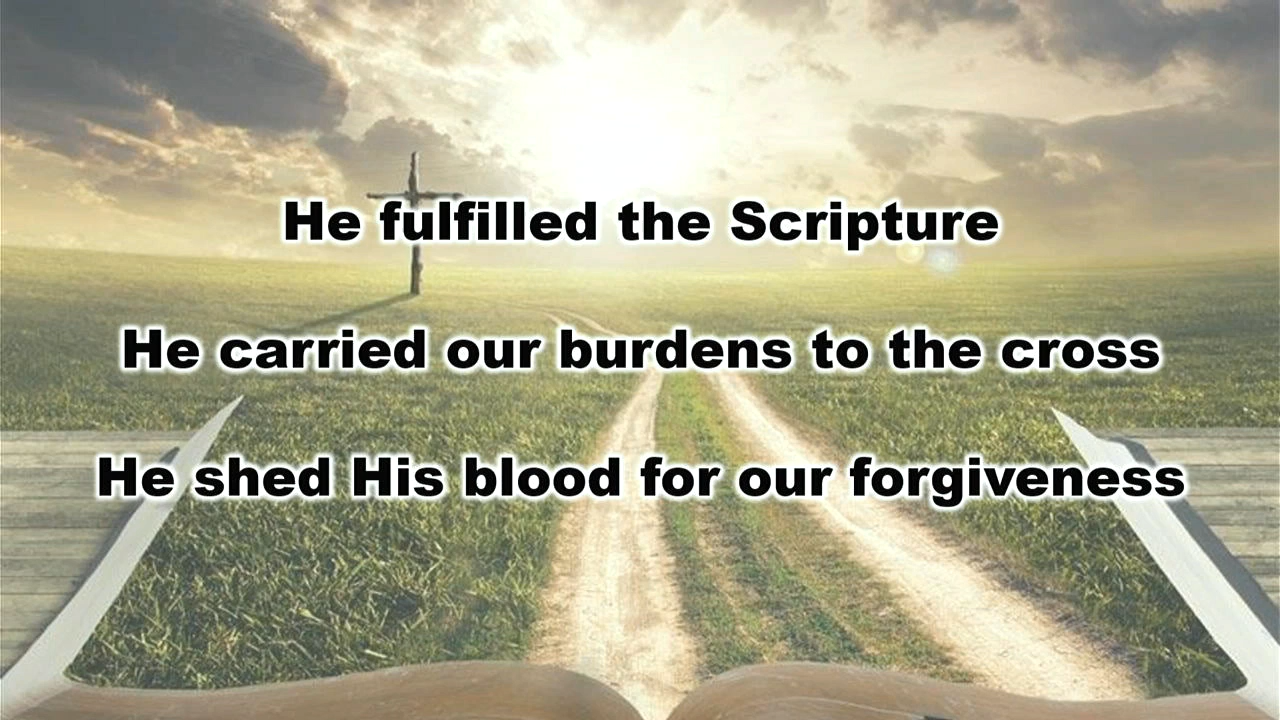 He fulfilled the Scripture
He carried our burdens to the cross
He shed His blood for our forgiveness